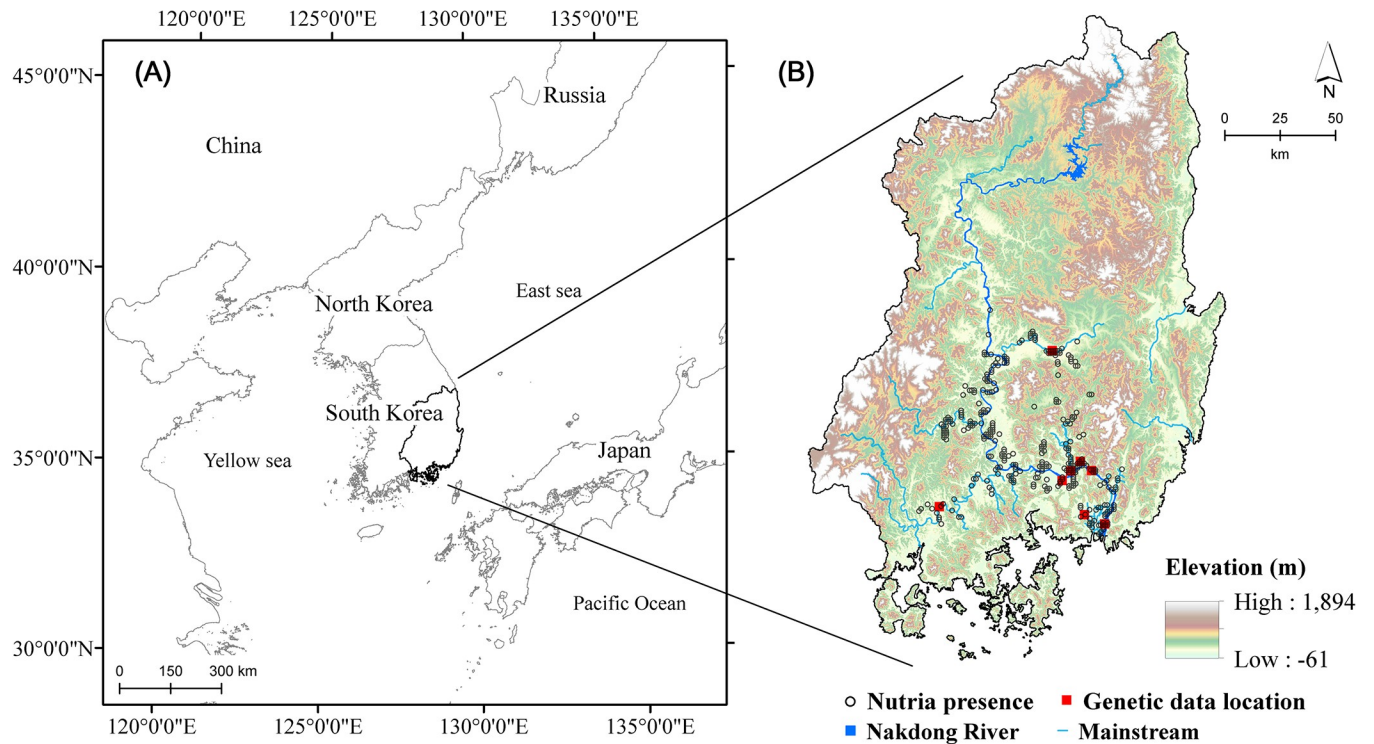 120°0'0"E 125°0'0"E 130°0'0"E 135°0'0"E
45°0'0"N
40°0'0"N
35°0'0"N
30°0'0"N
(A)
Russia
China
North Korea
East sea
South Korea
Yellow sea
Japan
Pacific Ocean
0 150 300 km
120°0'0"E 125°0'0"E 130°0'0"E 135°0'0"E
(B)
N
0 25 50
km
Elevation (m)
High : 1,894
Low : -61
Nutria presence Genetic data location
Nakdong River Mainstream